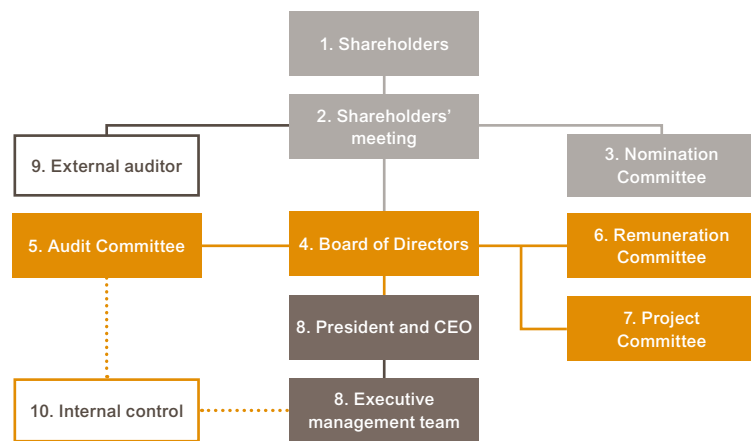 1. Shareholders
2. Shareholders’
meeting
9. External auditor
3. Nomination
Committee
5. Audit Committee
4. Board of Directors
6. Remuneration
Committee
8. President and CEO
7. Project
Committee
10. Internal control
8. Executive
management team